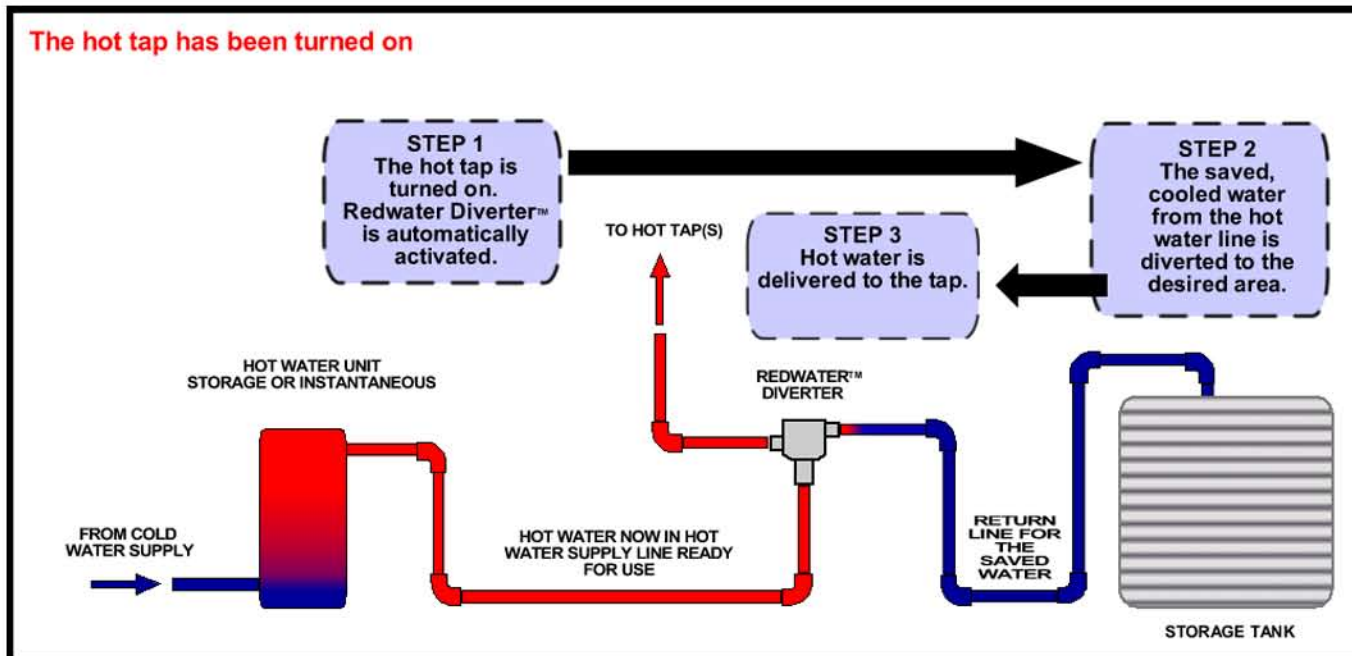 The hot tap has been turned on
STEP 1
The hot tap is
turned on.
Redwater Diverter™
is automatically
activated.
STEP 2
The saved,
cooled water
from the hot
water line is
diverted to the
desired area.
TO HOT TAP(S)
STEP 3
Hot water is
delivered to the tap.
HOT WATER UNIT
STORAGE OR INSTANTANEOUS
REDWATER™
DIVERTER
FROM COLD
WATER SUPPLY
HOT WATER NOW IN HOT
WATER SUPPLY LINE READY
FOR USE
RETURN
LINE FOR
THE
SAVED
WATER
STORAGE TANK